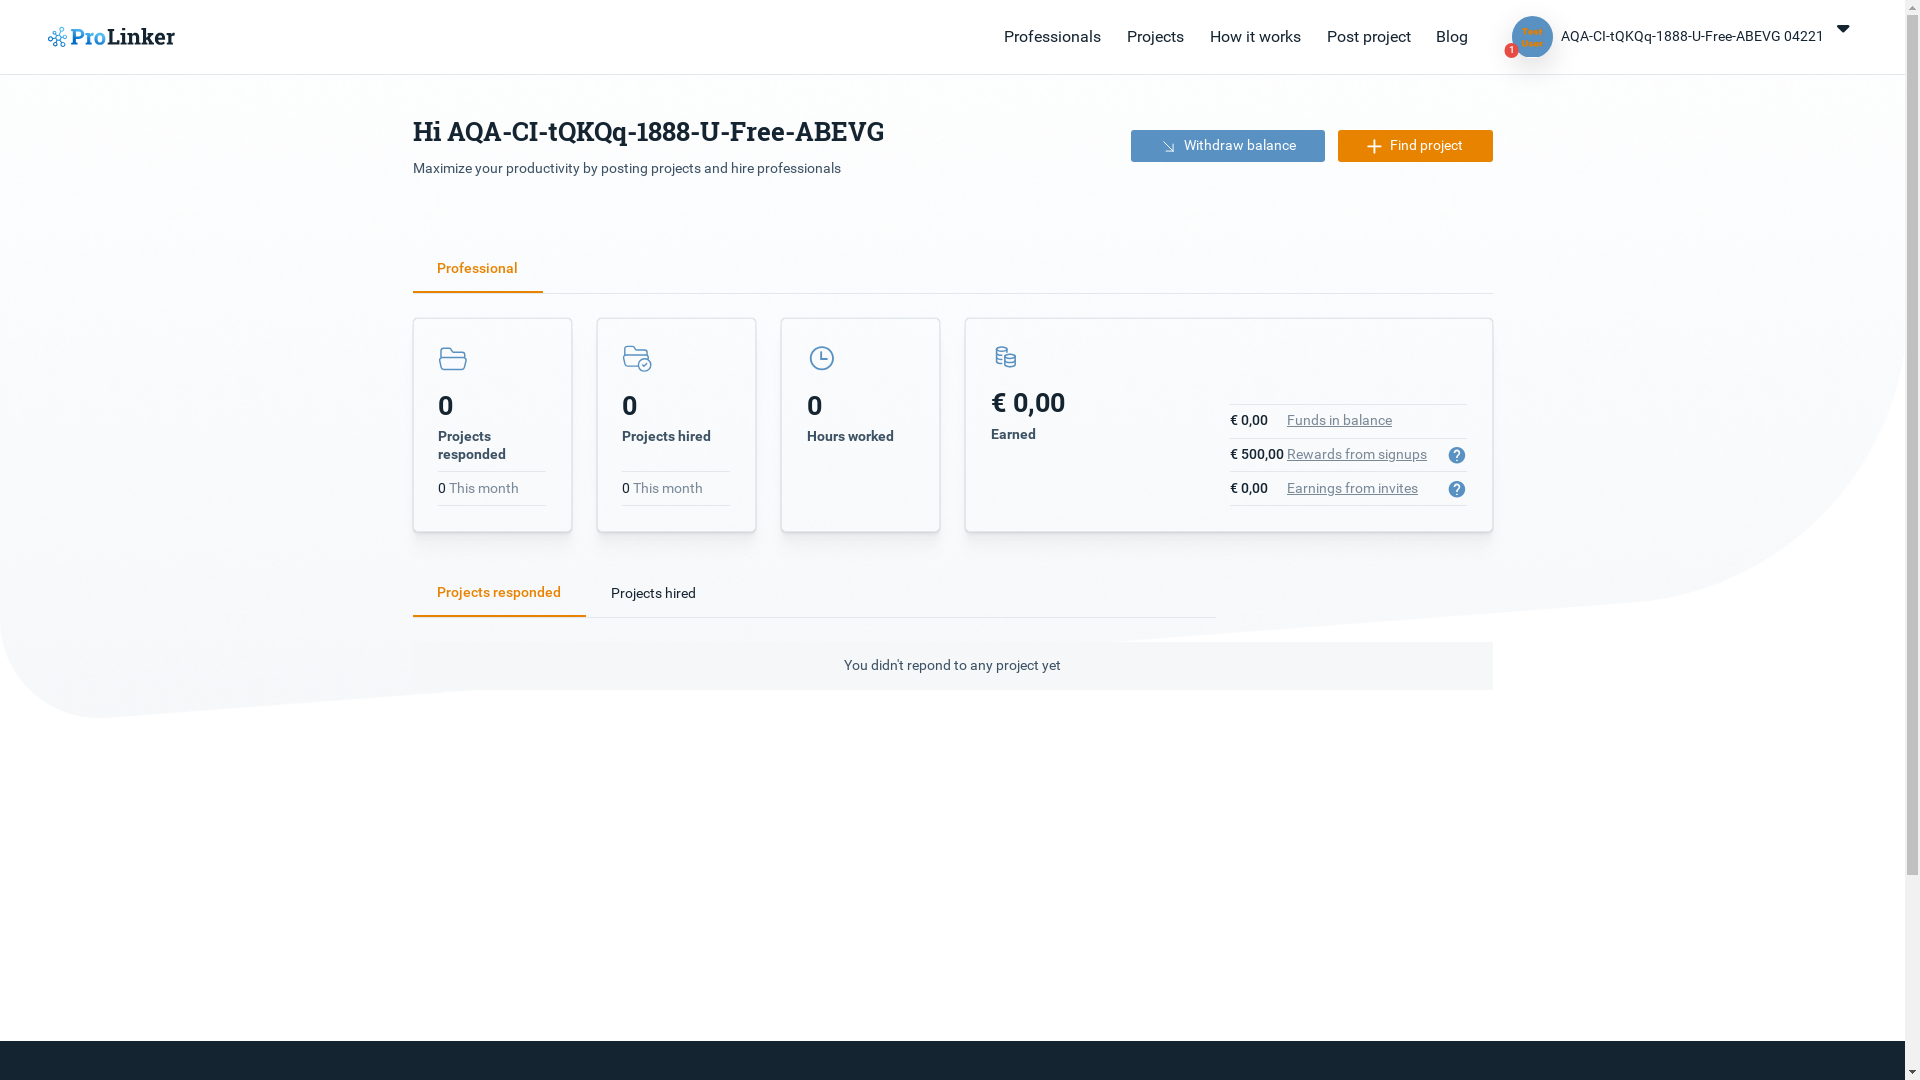 ProLinker
Professionals
Projects
How it works
Post project
Blog
Test
User
1
AQA-CI-tQKQq-1888-U-Free-ABEVG 04221
Hi AQA-CI-tQKQq-1888-U-Free-ABEVG
Maximize your productivity by posting projects and hire professionals
Withdraw balance
Find project
Professional
0
Projects
responded
0 This month
0
Projects hired
0 This month
0
Hours worked
€ 0,00
Earned
€ 0,00 Funds in balance
€ 500,00 Rewards from signups ?
€ 0,00 Earnings from invites ?
Projects responded
Projects hired
You didn't repond to any project yet